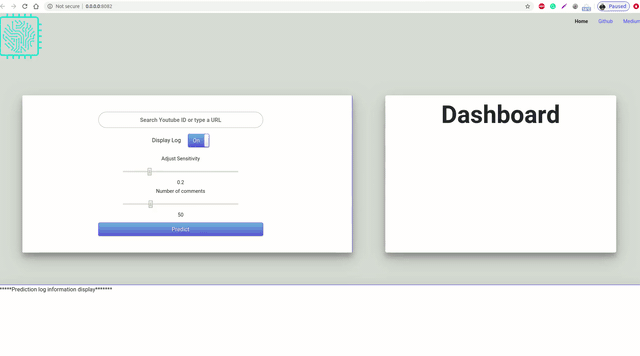 Not secure | 0.0.0.0:8082
Paused
Home
Github
Medium
Search Youtube ID or type a URL
Display Log
On
Adjust Sensitivity
0.2
Number of comments
50
Predict
Dashboard
*****Prediction log information display*******